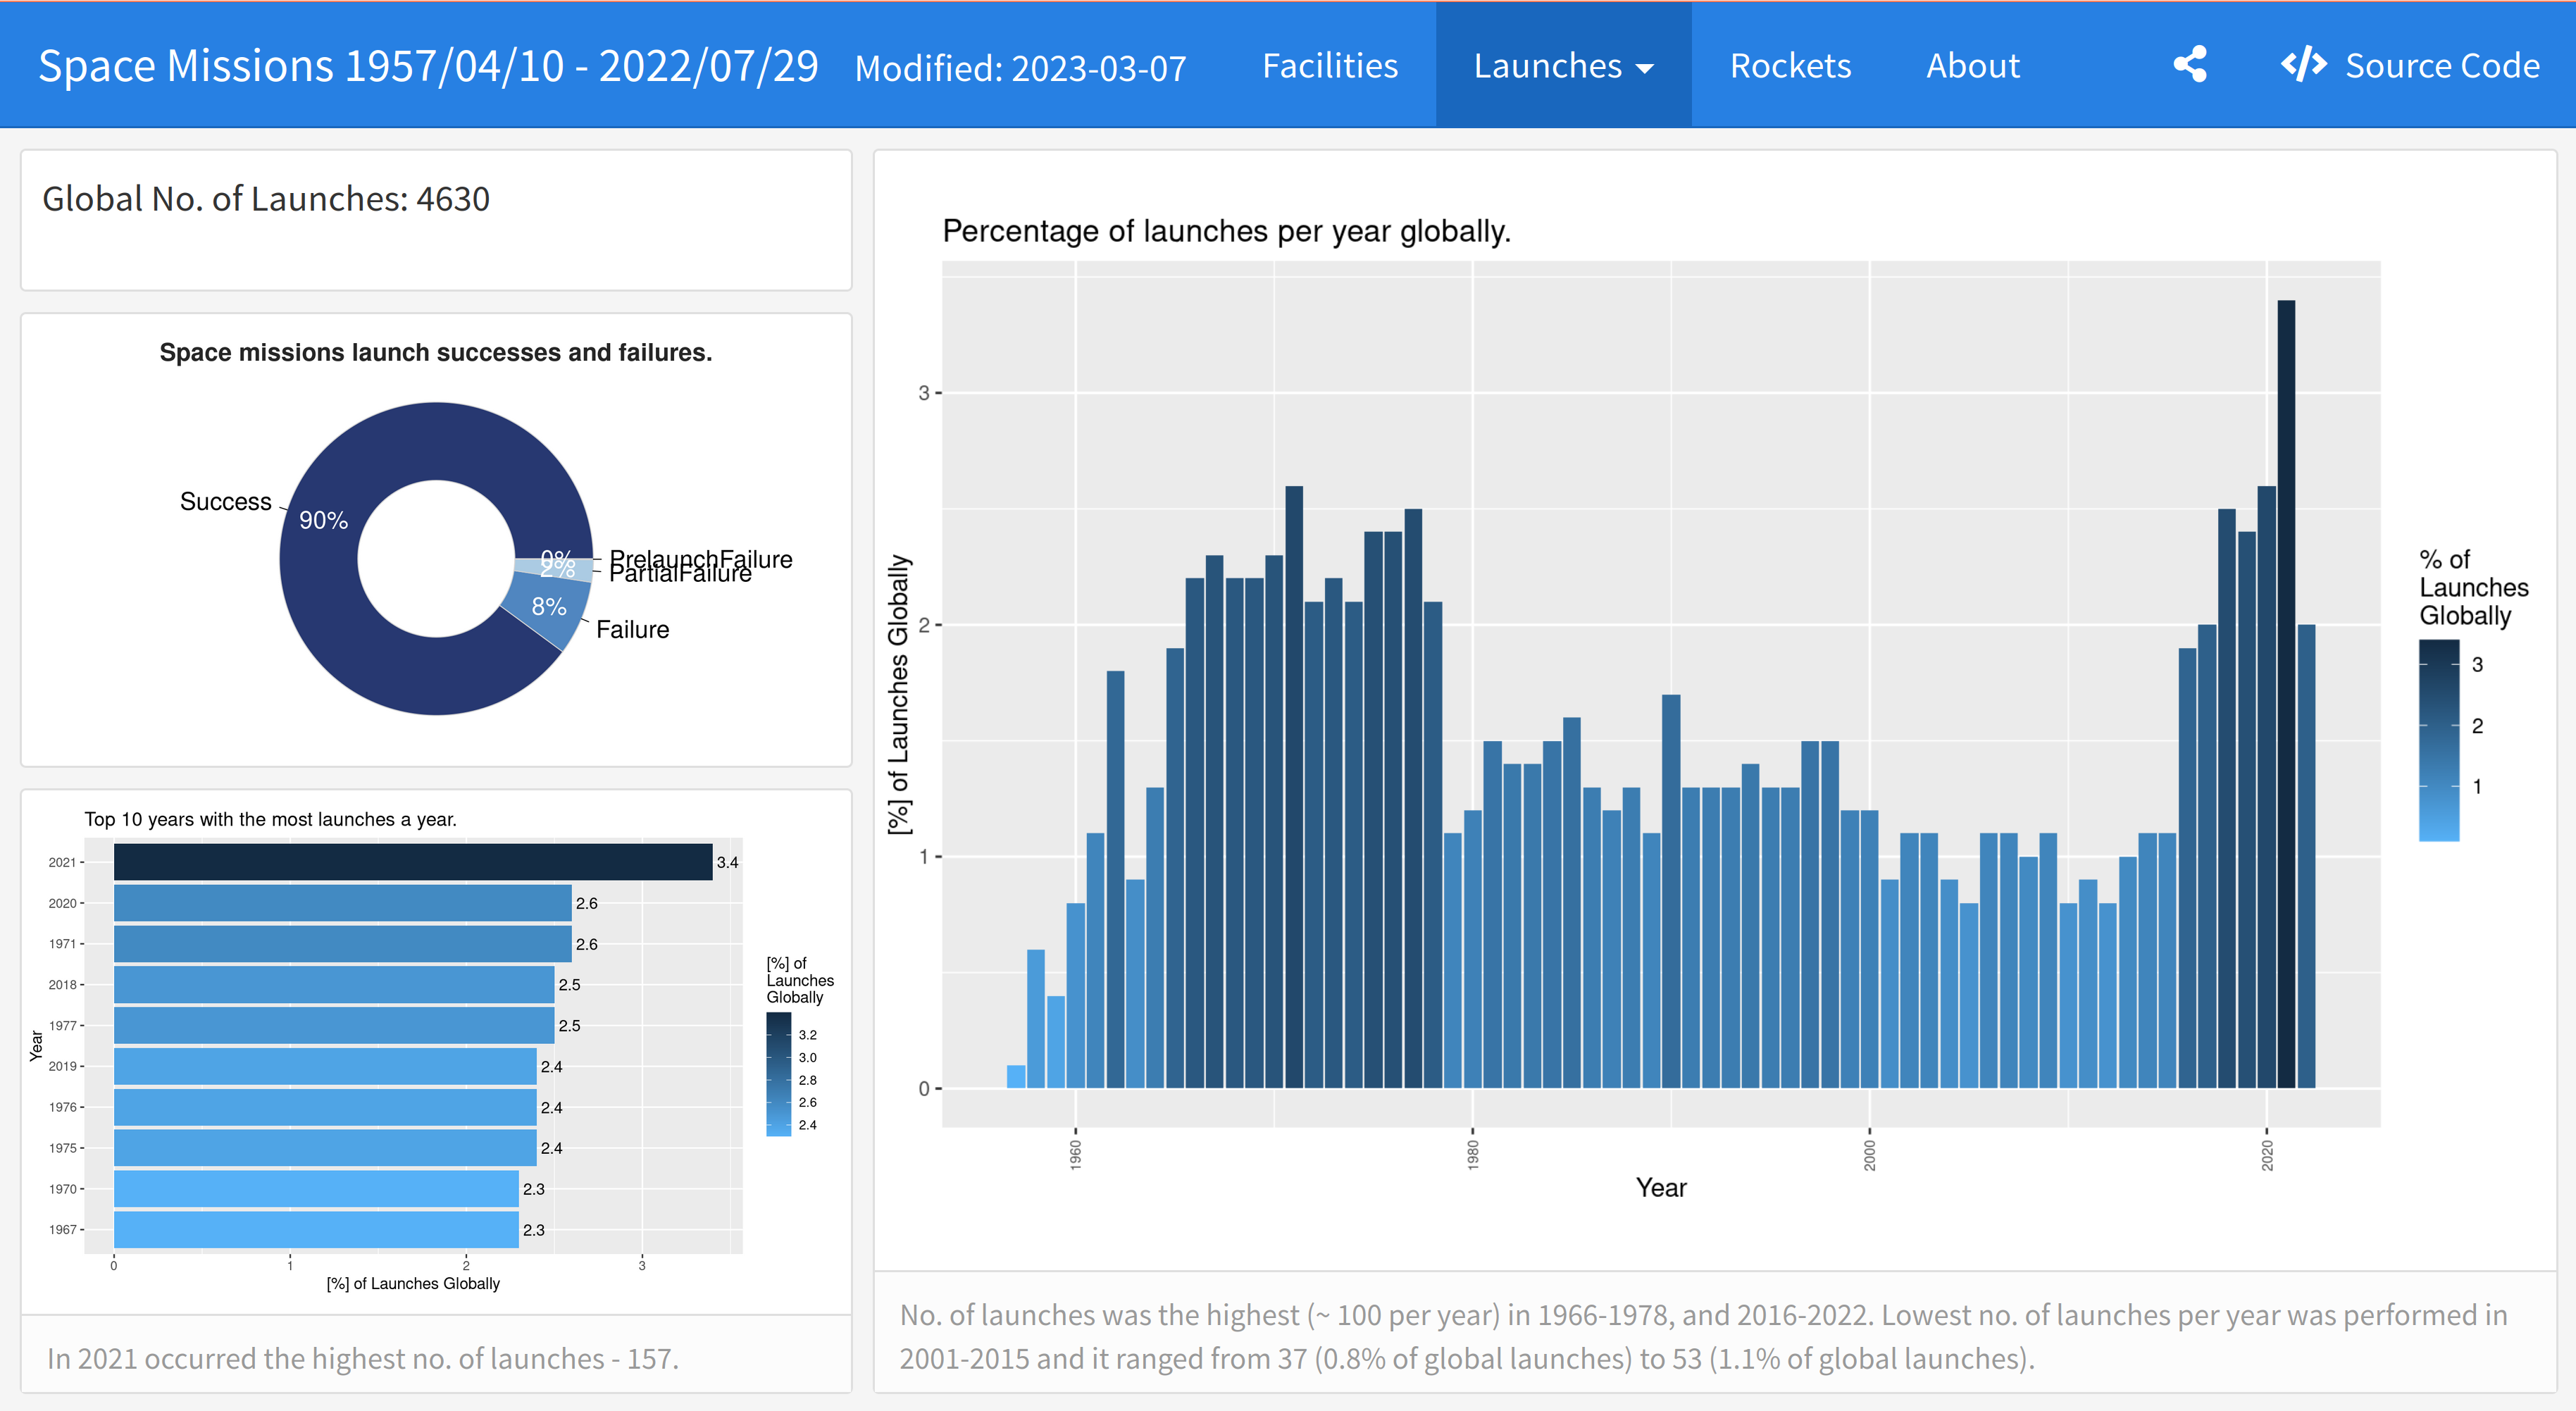 Space Missions 1957/04/10 - 2022/07/29 Modified: 2023-03-07 Facilities Launches Rockets About Source Code
Global No. of Launches: 4630
Space missions launch successes and failures.
Success
90%
0%
PrelaunchFailure
2%
PartialFailure
8%
Failure
Top 10 years with the most launches a year.
Year
2021 3.4
2020 2.6
1971 2.6
2018 2.5
1977 2.5
2019 2.4
1976 2.4
1975 2.4
1970 2.3
1967 2.3
0 1 2 3
[%] of Launches Globally
[%] of
Launches
Globally
3.2
3.0
2.8
2.6
2.4
In 2021 occurred the highest no. of launches - 157.
Percentage of launches per year globally.
[%] of Launches Globally
3
2
1
0
1960 1980 2000 2020
Year
% of
Launches
Globally
3
2
1
No. of launches was the highest (~ 100 per year) in 1966-1978, and 2016-2022. Lowest no. of launches per year was performed in
2001-2015 and it ranged from 37 (0.8% of global launches) to 53 (1.1% of global launches).